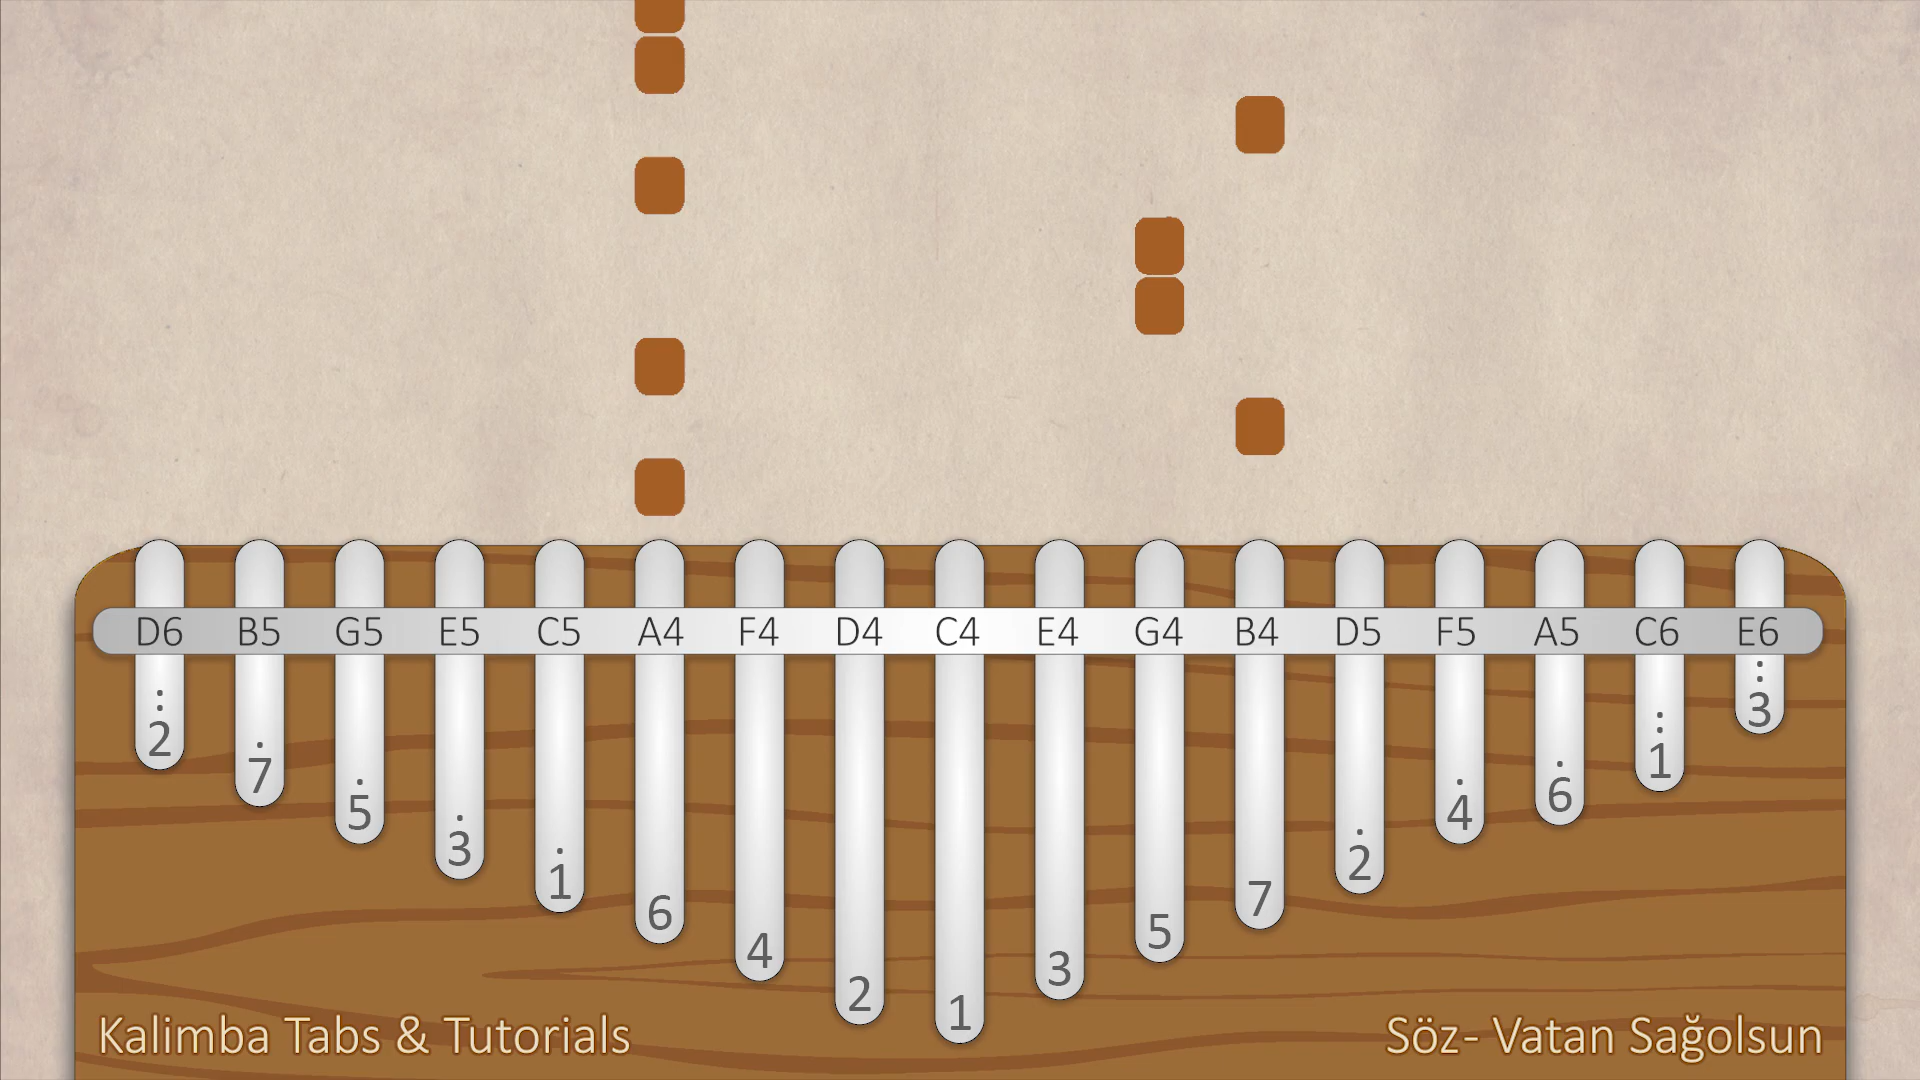 D6 B5 G5 E5 C5 A4 F4 D4 C4 E4 G4 B4 D5 F5 A5 C6 E6
2 7 5 3 1 6 4 2 1 3 5 7 2 4 6 1 3
Kalimba Tabs & Tutorials
Söz- Vatan Sağolsun